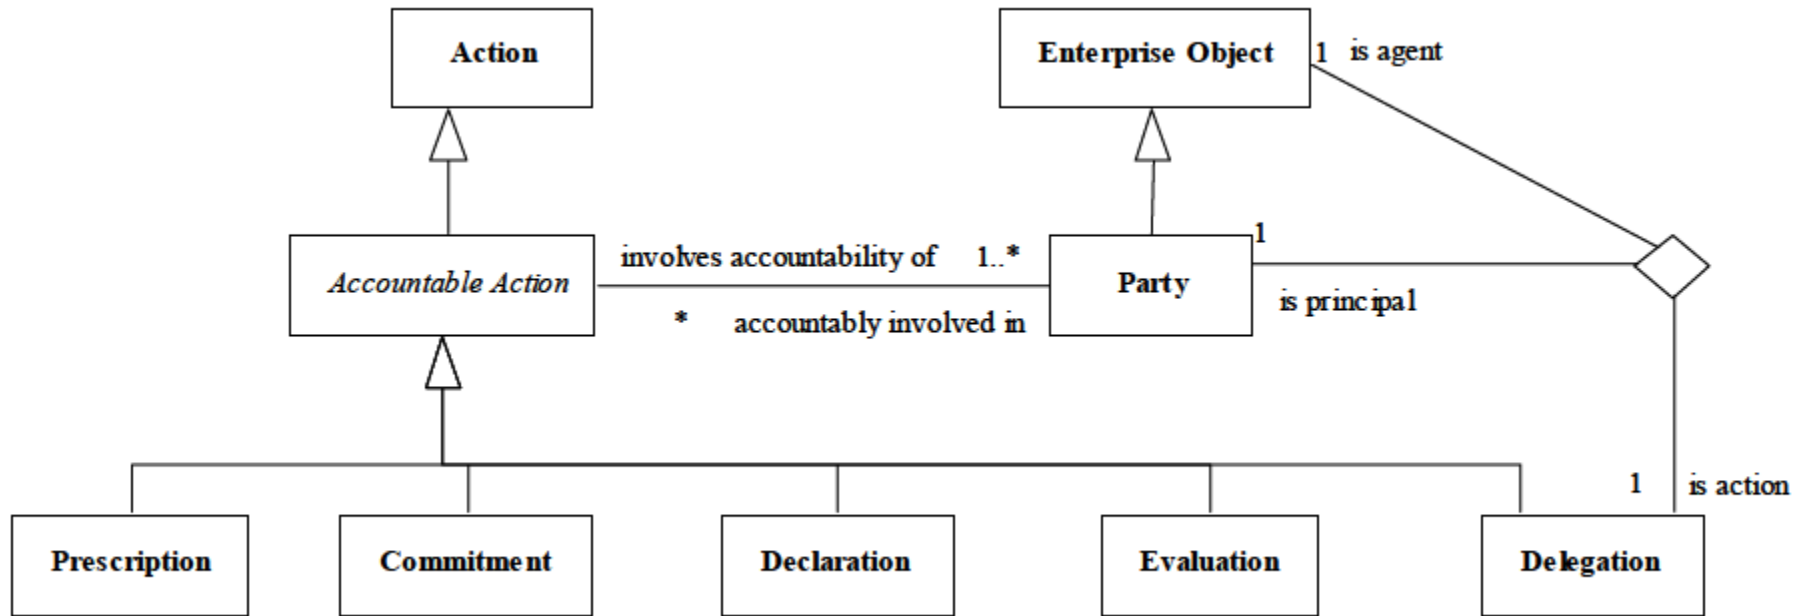 Action
Enterprise Object
1 is agent
involves accountability of 1..*
1
Accountable Action
Party
is principal
* accountably involved in
1 is action
Prescription
Commitment
Declaration
Evaluation
Delegation